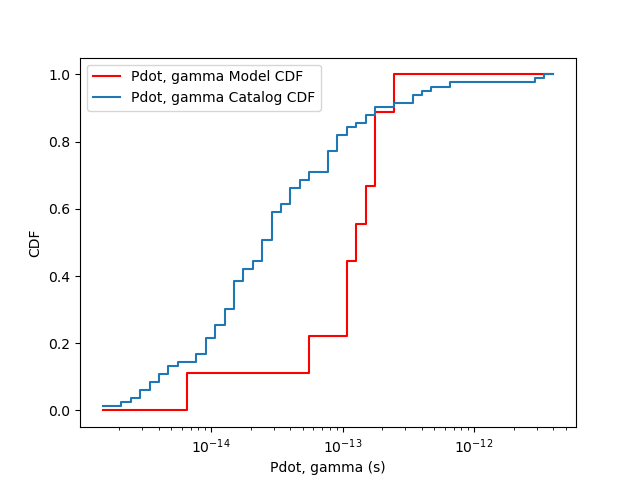 Pdot, gamma Model CDF
Pdot, gamma Catalog CDF
1.0
0.8
0.6
0.4
0.2
0.0
CDF
10⁻¹⁴
10⁻¹³
10⁻¹²
Pdot, gamma (s)